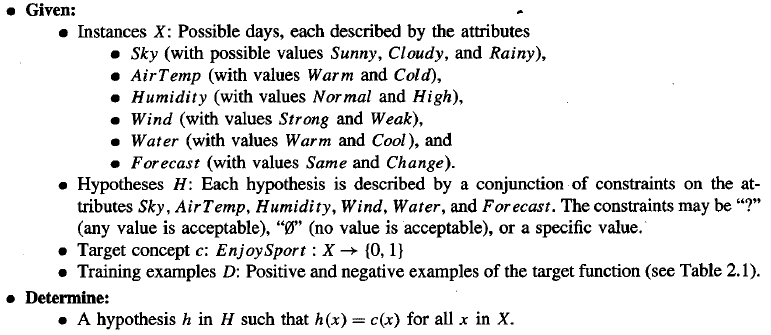 • Given:
• Instances X: Possible days, each described by the attributes
• Sky (with possible values Sunny, Cloudy, and Rainy),
• AirTemp (with values Warm and Cold),
• Humidity (with values Normal and High),
• Wind (with values Strong and Weak),
• Water (with values Warm and Cool), and
• Forecast (with values Same and Change).
• Hypotheses H: Each hypothesis is described by a conjunction of constraints on the at-
tributes Sky, AirTemp, Humidity, Wind, Water, and Forecast. The constraints may be "?"
(any value is acceptable), "Ø" (no value is acceptable), or a specific value.
• Target concept c: EnjoySport : X → {0, 1}
• Training examples D: Positive and negative examples of the target function (see Table 2.1).
• Determine:
• A hypothesis h in H such that h(x) = c(x) for all x in X.